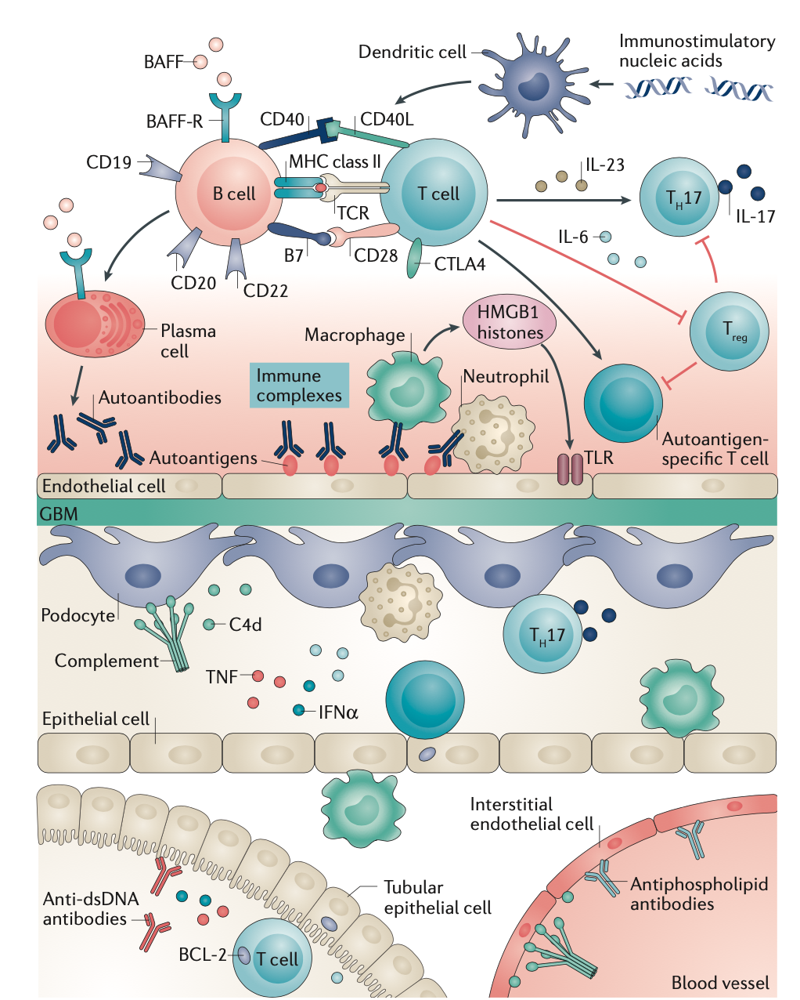 Immunostimulatory
nucleic acids
Dendritic cell
BAFF
BAFF-R
CD40
CD40L
CD19
MHC class II
IL-23
B cell
T cell
TH17
TCR
IL-17
IL-6
B7
CD28
CTLA4
CD20
CD22
HMGB1
histones
Treg
Plasma
cell
Macrophage
Immune
complexes
Neutrophil
Autoantibodies
Autoantigen-
specific T cell
Autoantigens
TLR
Endothelial cell
GBM
Podocyte
C4d
TH17
Complement
TNF
IFNα
Epithelial cell
Interstitial
endothelial cell
Anti-dsDNA
antibodies
Tubular
epithelial cell
Antiphospholipid
antibodies
BCL-2
T cell
Blood vessel